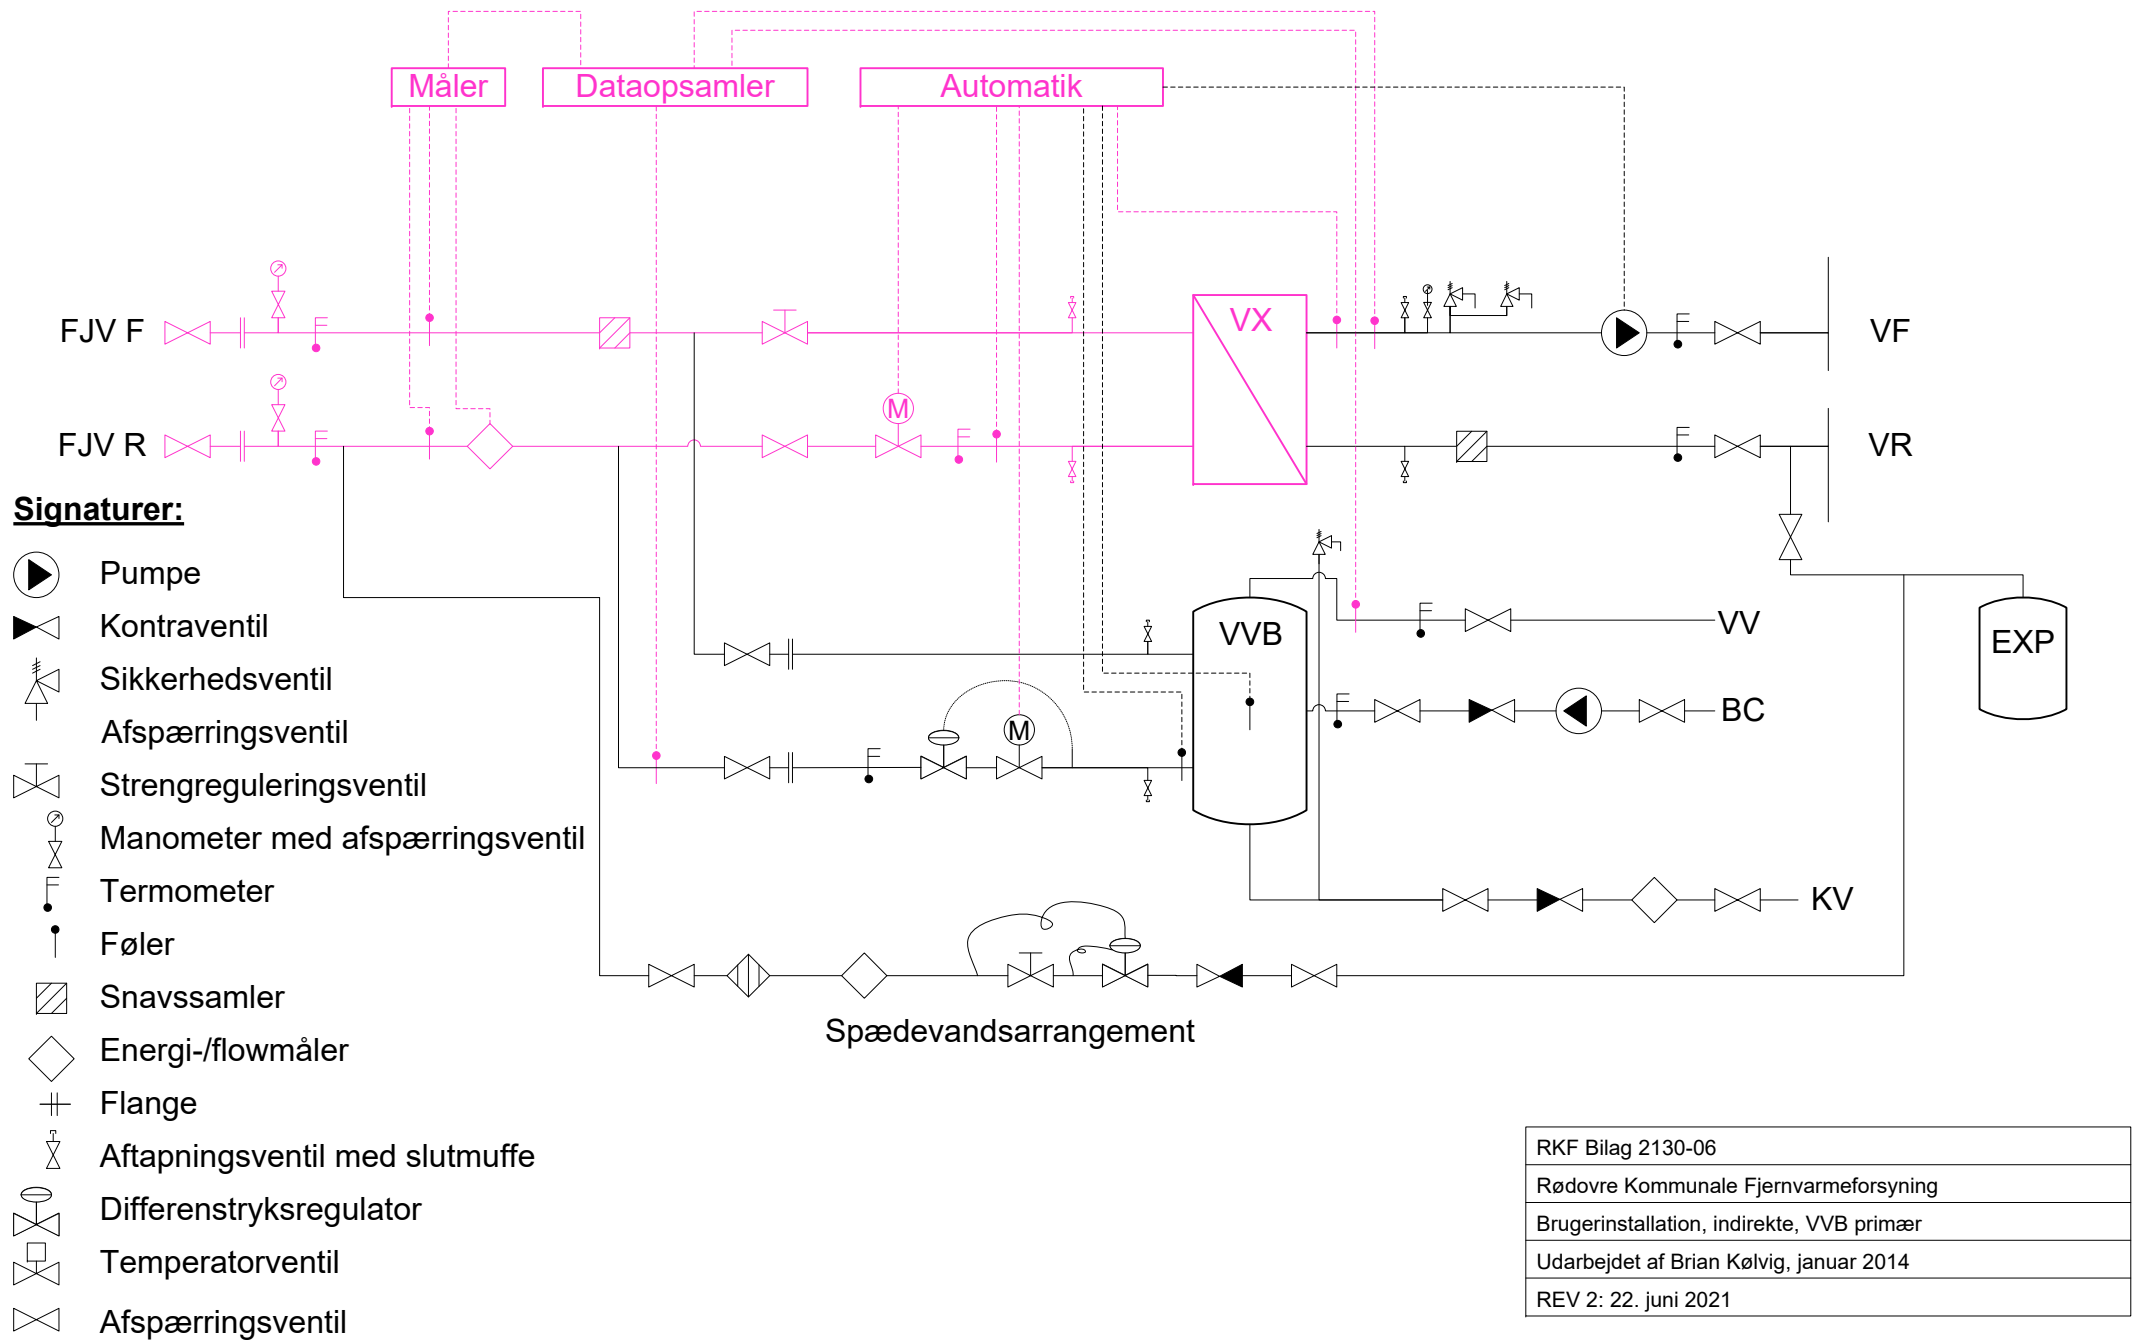 Måler
Dataopsamler
Automatik
FJV F
VX
VF
M
FJV R
VR
Signaturer:
Pumpe
Kontraventil
Sikkerhedsventil
Afspærringsventil
Strengreguleringsventil
Manometer med afspærringsventil
Termometer
Føler
Snavssamler
Energi-/flowmåler
Flange
Aftapningsventil med slutmuffe
Differenstryksregulator
Temperatorventil
Afspærringsventil
VVB
VV
EXP
BC
M
KV
Spædevandsarrangement
RKF Bilag 2130-06
Rødovre Kommunale Fjernvarmeforsyning
Brugerinstallation, indirekte, VVB primær
Udarbejdet af Brian Kølvig, januar 2014
REV 2: 22. juni 2021